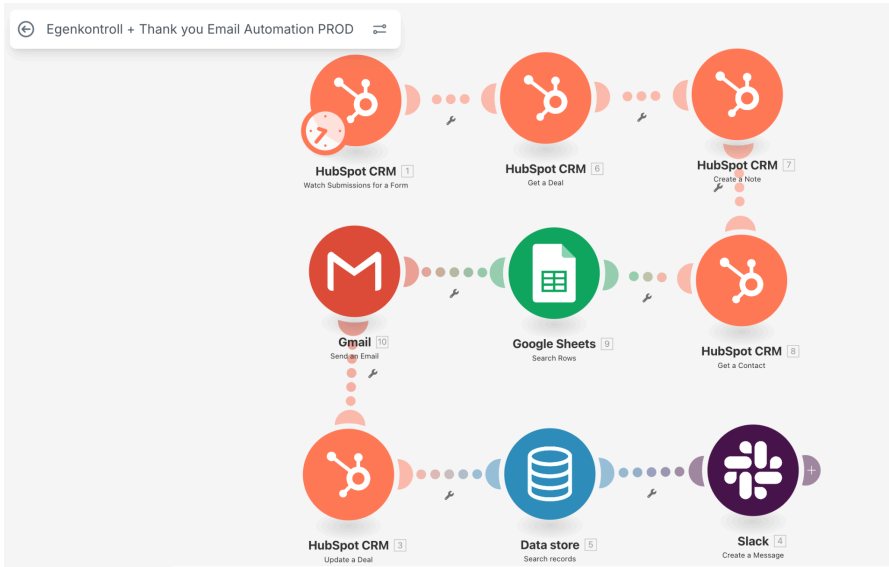 Egenkontroll + Thank you Email Automation PROD
HubSpot CRM 1
Watch Submissions for a Form
HubSpot CRM 6
Get a Deal
HubSpot CRM 7
Create a Note
Gmail 10
Send an Email
Google Sheets 9
Search Rows
HubSpot CRM 8
Get a Contact
HubSpot CRM 3
Update a Deal
Data store 5
Search records
Slack 4
Create a Message